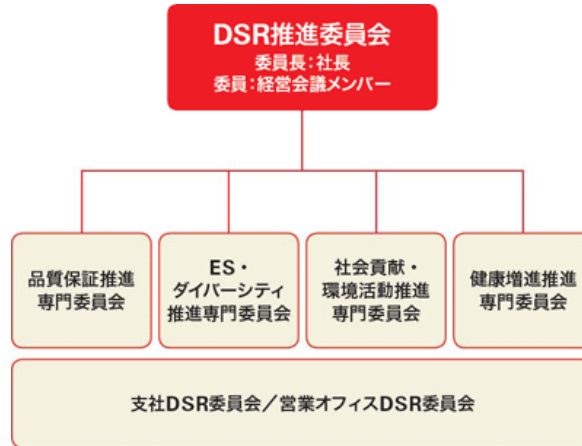 DSR推進委員会
委員長：社長
委員：経営会議メンバー
品質保証推進
専門委員会
ES・
ダイバーシティ
推進専門委員会
社会貢献・
環境活動推進
専門委員会
健康増進推進
専門委員会
支社DSR委員会／営業オフィスDSR委員会